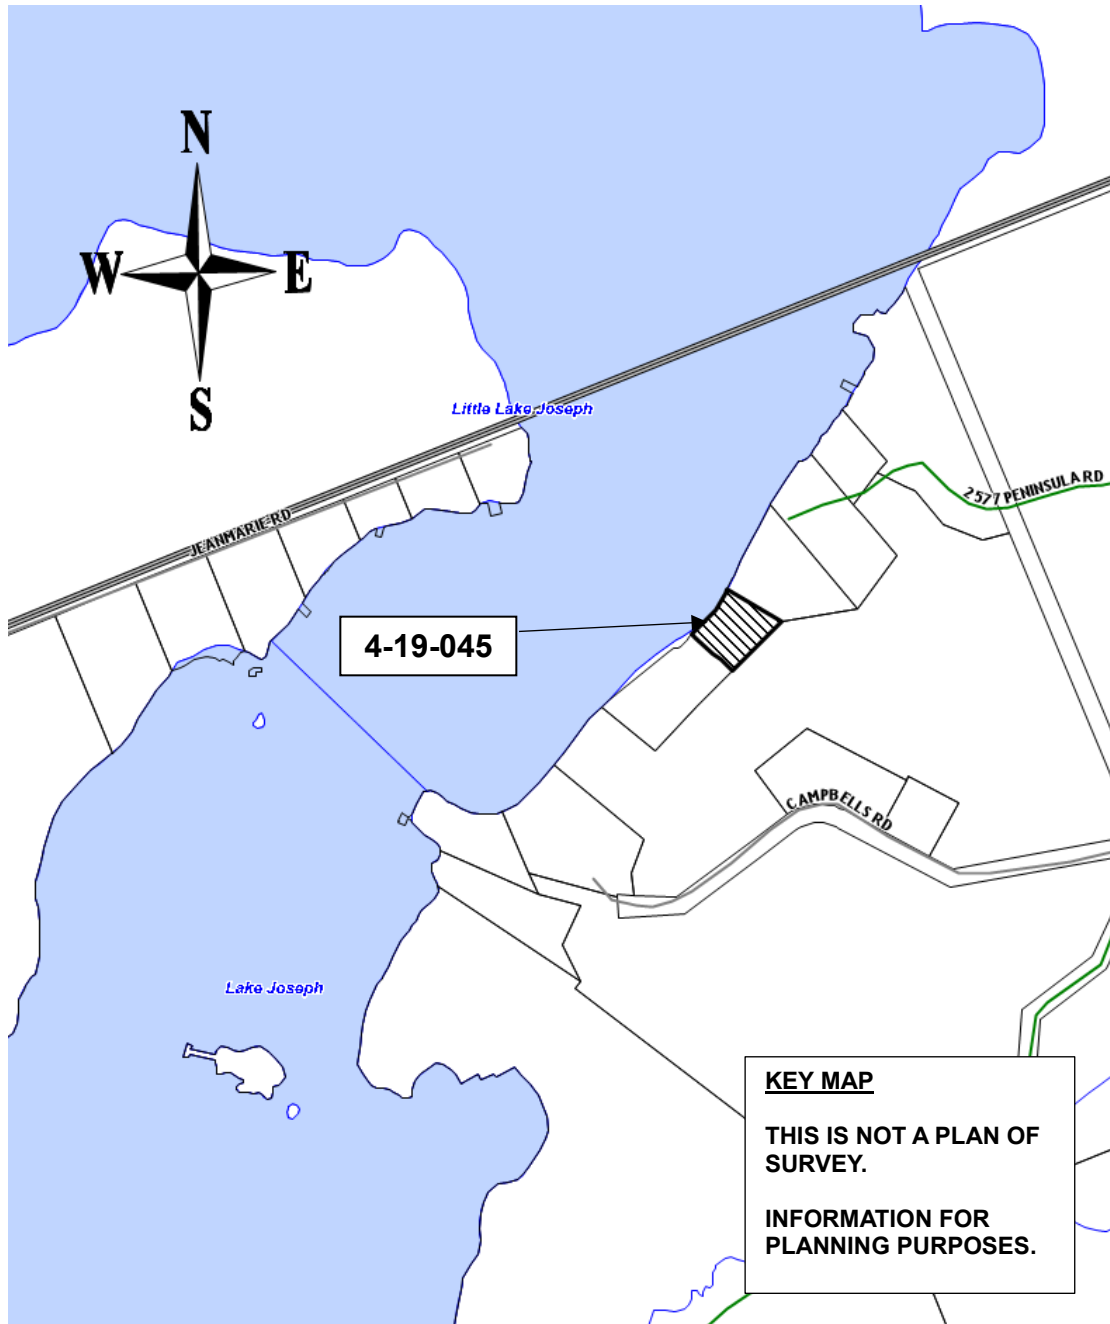 N
W E
S
Little Lake Joseph
2577 PENINSULA RD
JEANMARIE RD
4-19-045
CAMPBELLS RD
Lake Joseph
KEY MAP
THIS IS NOT A PLAN OF
SURVEY.
INFORMATION FOR
PLANNING PURPOSES.